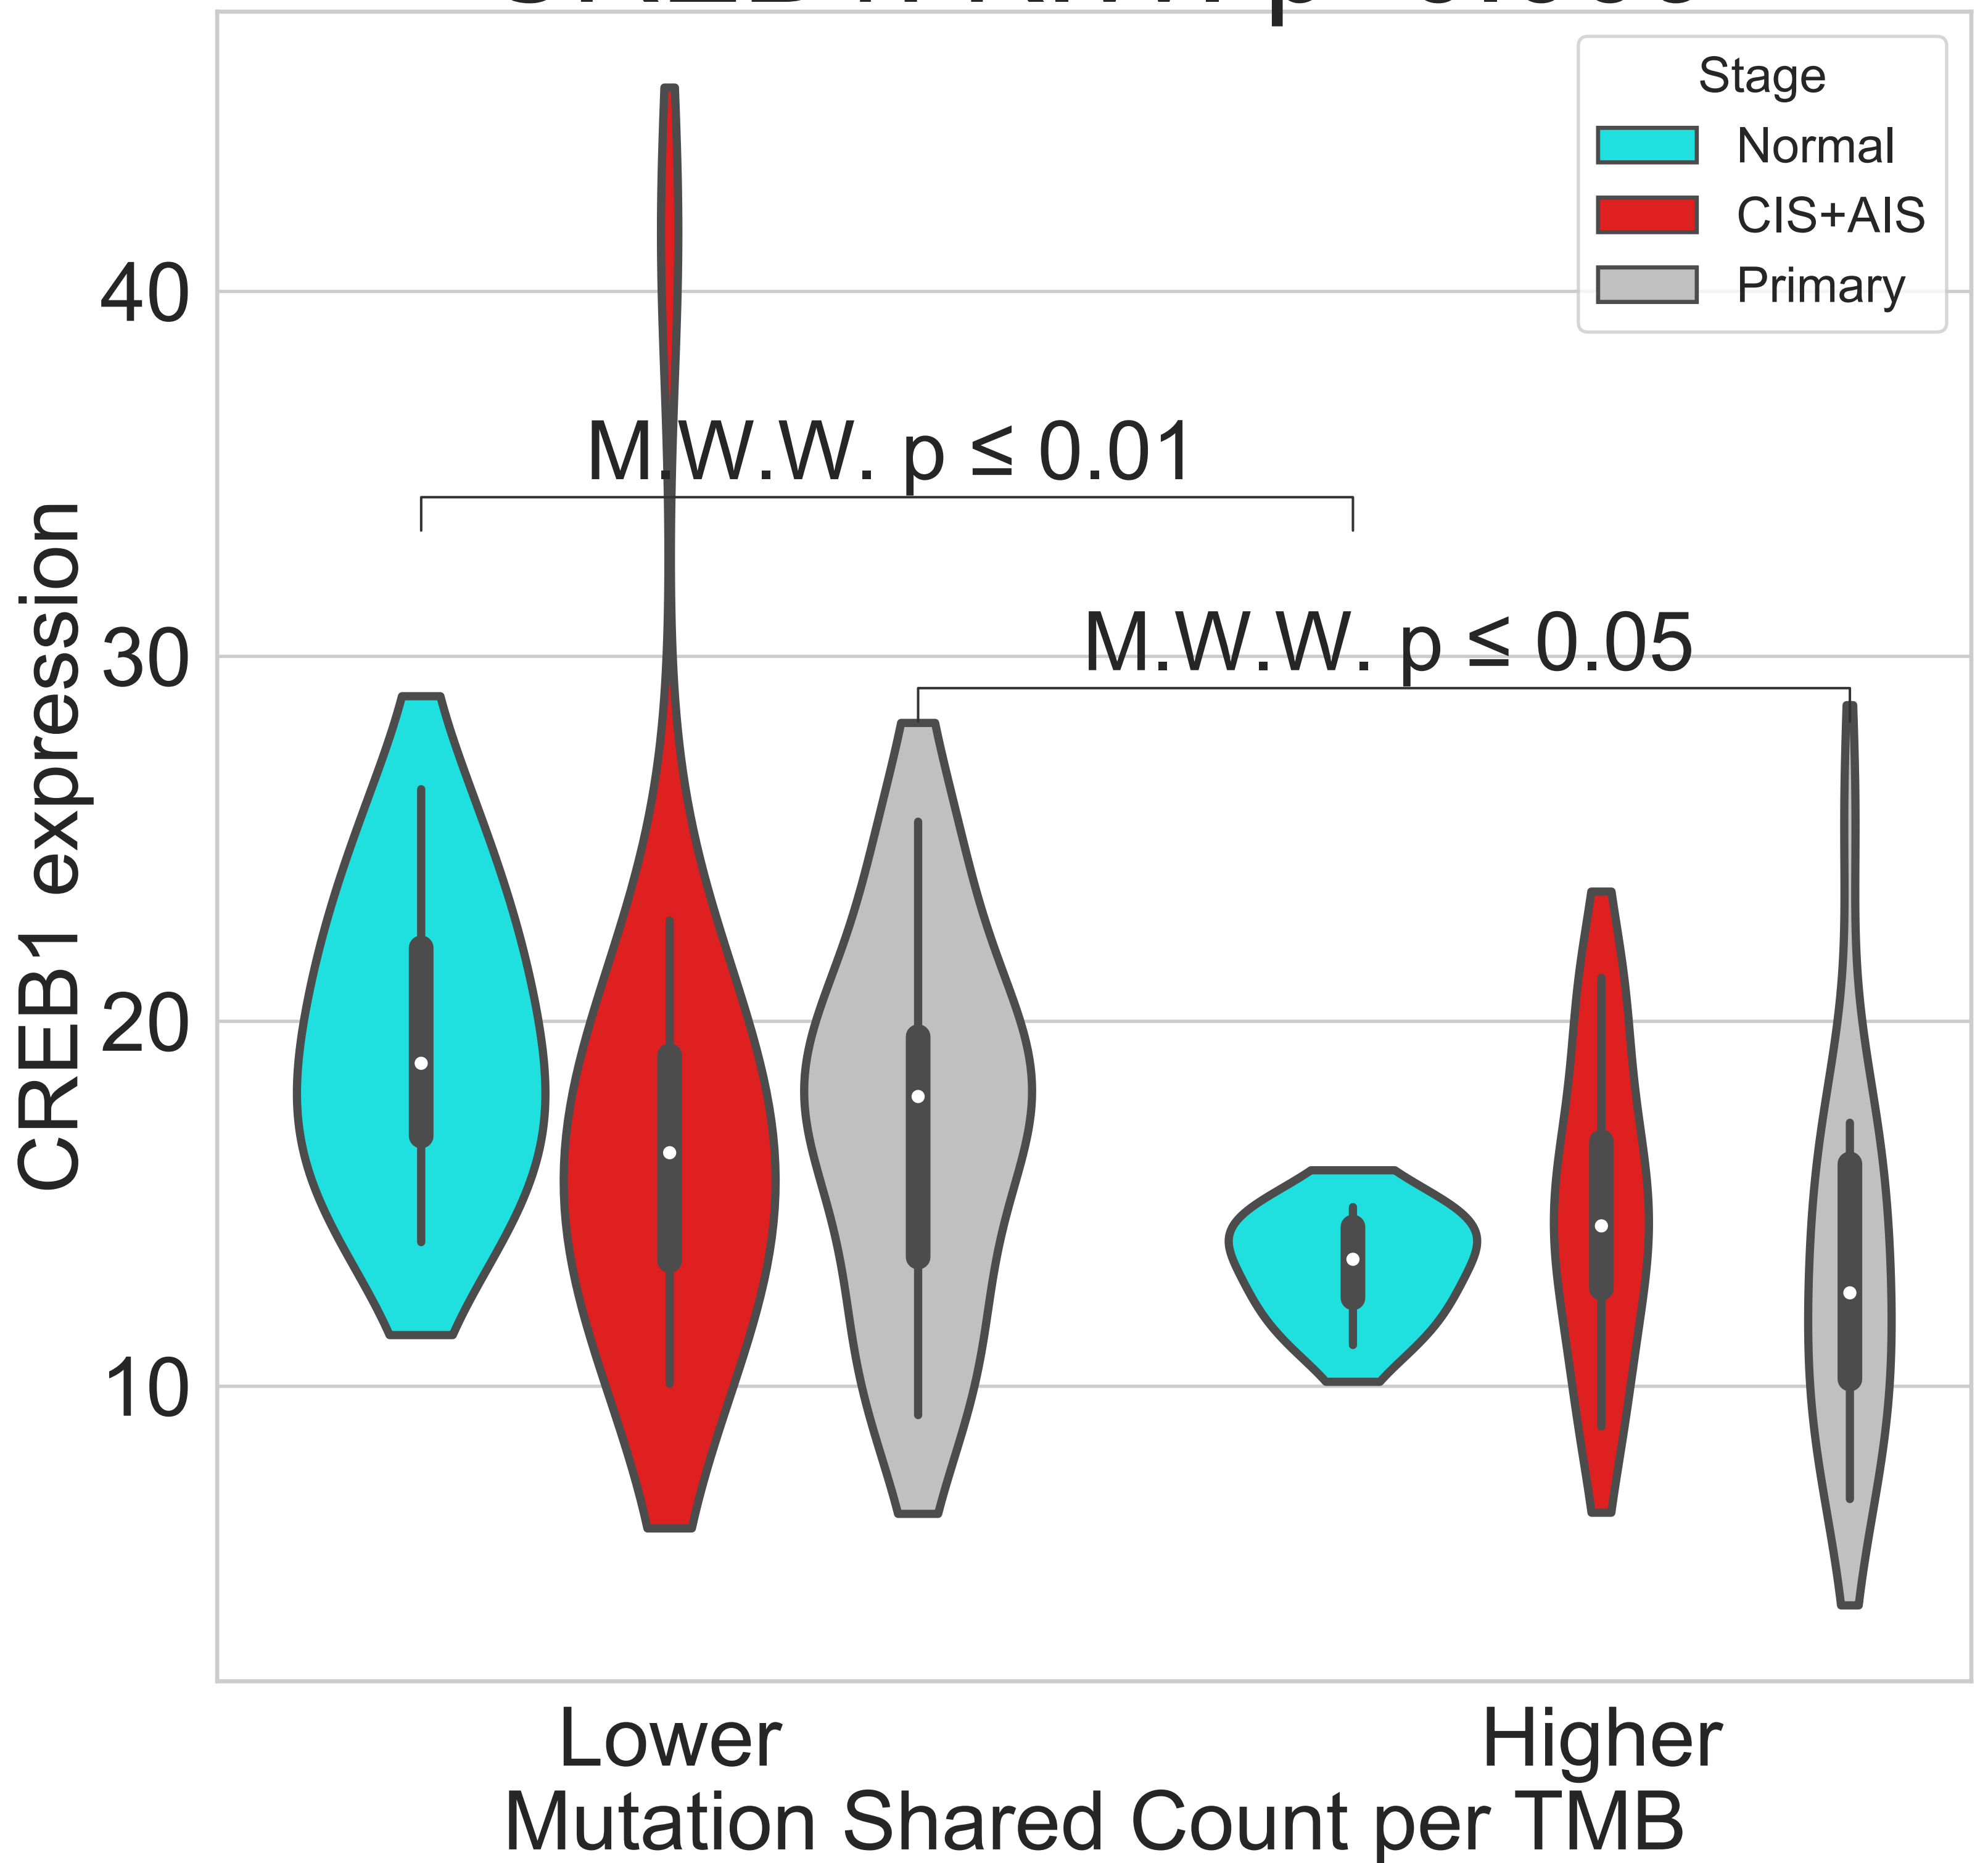 Stage
Normal
CIS+AIS
Primary
40
30
20
10
CREB1 expression
M.W.W. p ≤ 0.01
M.W.W. p ≤ 0.05
Lower
Higher
Mutation Shared Count per TMB